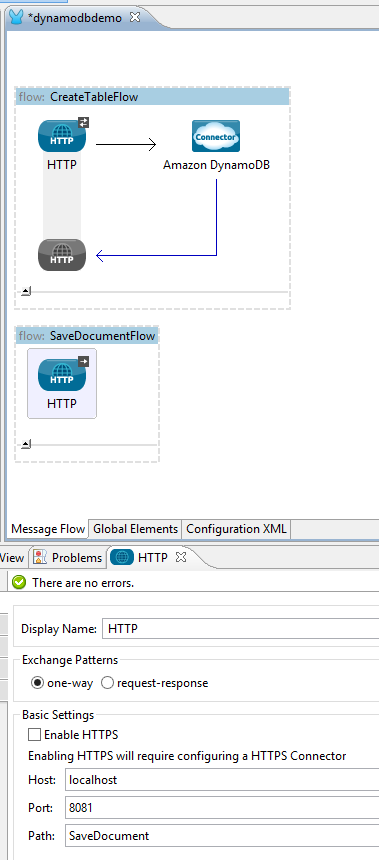 *dynamodbdemo
flow: CreateTableFlow
HTTP
Connector
HTTP
Amazon DynamoDB
HTTP
flow: SaveDocumentFlow
HTTP
HTTP
Message Flow Global Elements Configuration XML
View Problems HTTP
There are no errors.
Display Name: HTTP
Exchange Patterns
one-way request-response
Basic Settings
Enable HTTPS
Enabling HTTPS will require configuring a HTTPS Connector
Host: localhost
Port: 8081
Path: SaveDocument